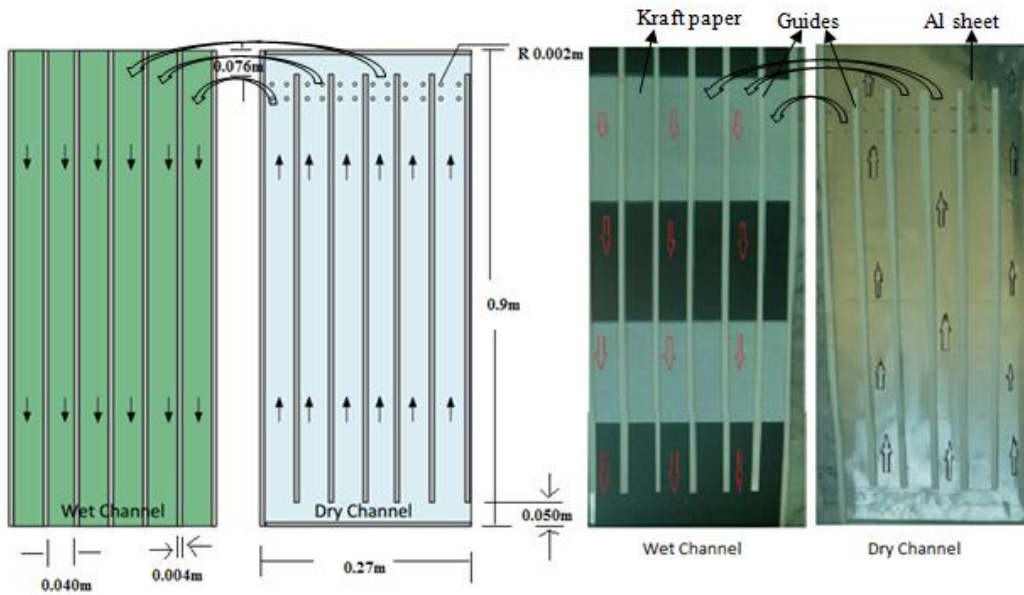 Kraft paper
Guides
Al sheet
0.076m
R 0.002m
0.9m
Wet Channel
Dry Channel
0.050m
0.040m
0.004m
0.27m
Wet Channel
Dry Channel